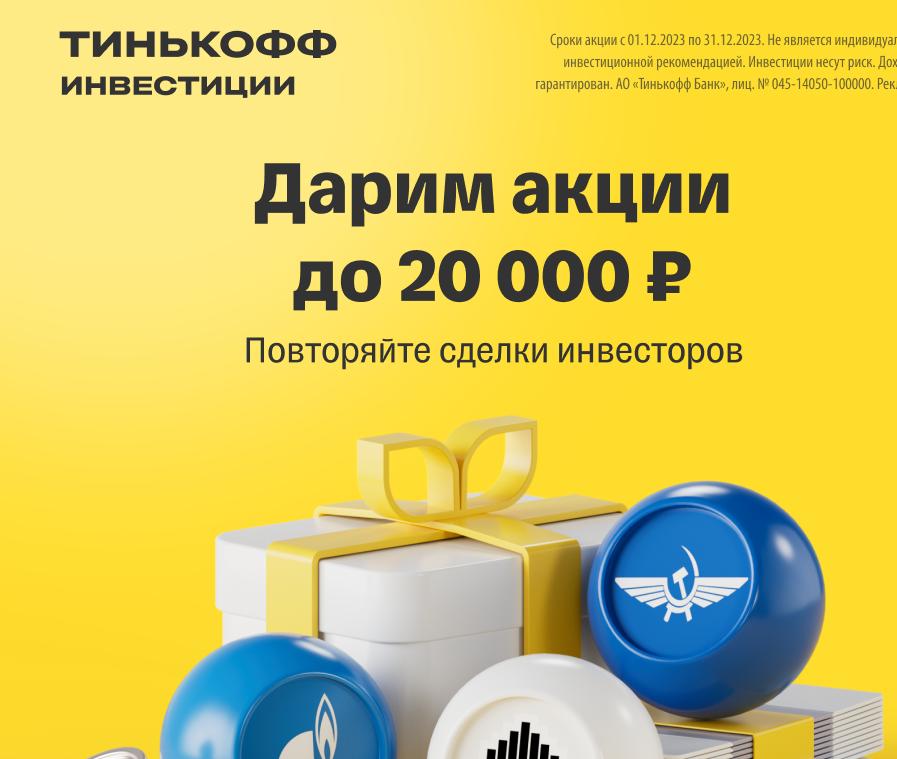 ТИНЬКОФФ
ИНВЕСТИЦИИ
Сроки акции с 01.12.2023 по 31.12.2023. Не является индивидуал
инвестиционной рекомендацией. Инвестиции несут риск. Дох
гарантирован. АО «Тинькофф Банк», лиц. № 045-14050-100000. Рек
Дарим акции
до 20 000 ₽
Повторяйте сделки инвесторов